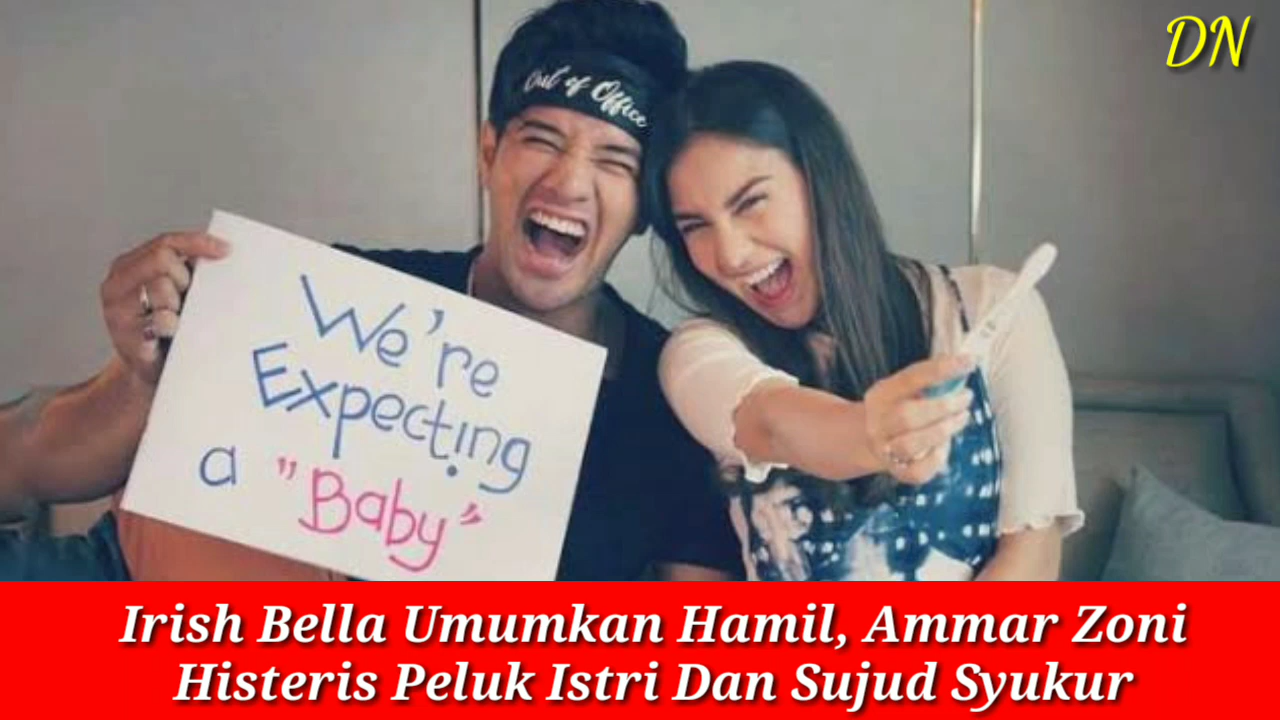 DN
Out of Office
We're
Expecting
a "Baby"
Irish Bella Umumkan Hamil, Ammar Zoni
Histeris Peluk Istri Dan Sujud Syukur